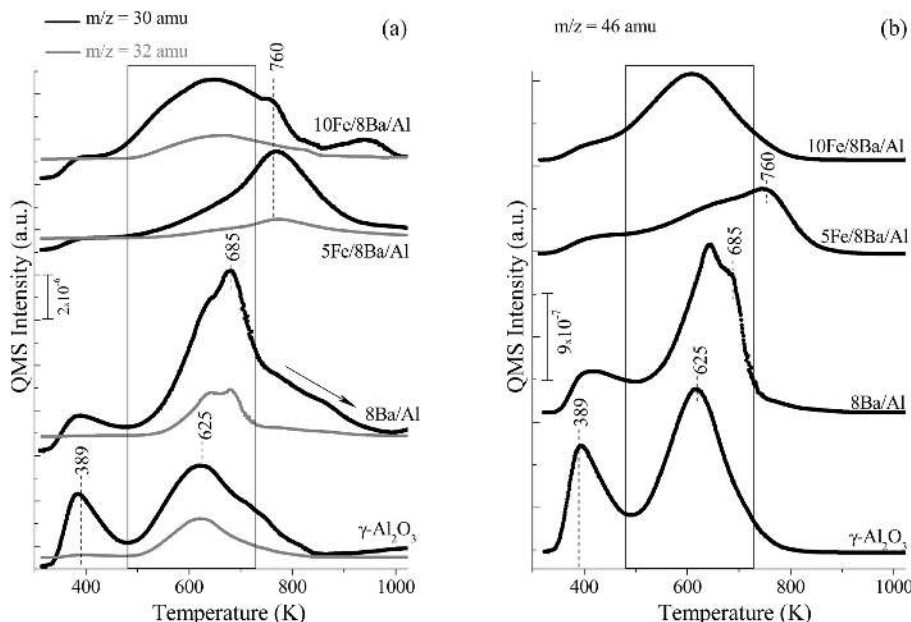 m/z = 30 amu
(a)
m/z = 32 amu
760
10Fe/8Ba/Al
5Fe/8Ba/Al
685
2x10⁻⁶
8Ba/Al
625
389
γ-Al₂O₃
QMS Intensity (a.u.)
400 600 800 1000
Temperature (K)
m/z = 46 amu
(b)
10Fe/8Ba/Al
760
5Fe/8Ba/Al
685
9x10⁻⁷
8Ba/Al
625
389
γ-Al₂O₃
QMS Intensity (a.u.)
400 600 800 1000
Temperature (K)